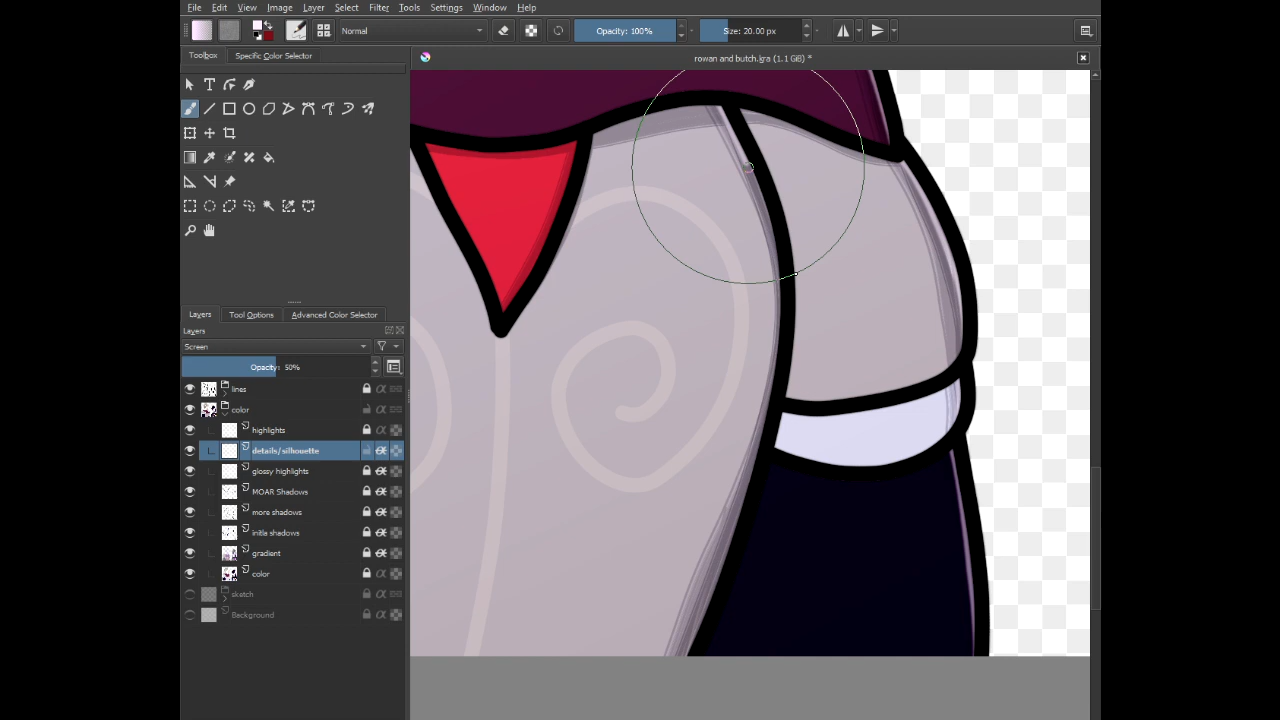 File Edit View Image Layer Select Filter Tools Settings Window Help
Normal Opacity: 100% Size: 20.00 px
Toolbox Specific Color Selector
rowan and butch.kra (1.1 GiB) *
Layers Tool Options Advanced Color Selector
Layers
Screen
Opacity: 50%
lines
color
highlights
details/silhouette
glossy highlights
MOAR Shadows
more shadows
initla shadows
gradient
color
sketch
Background